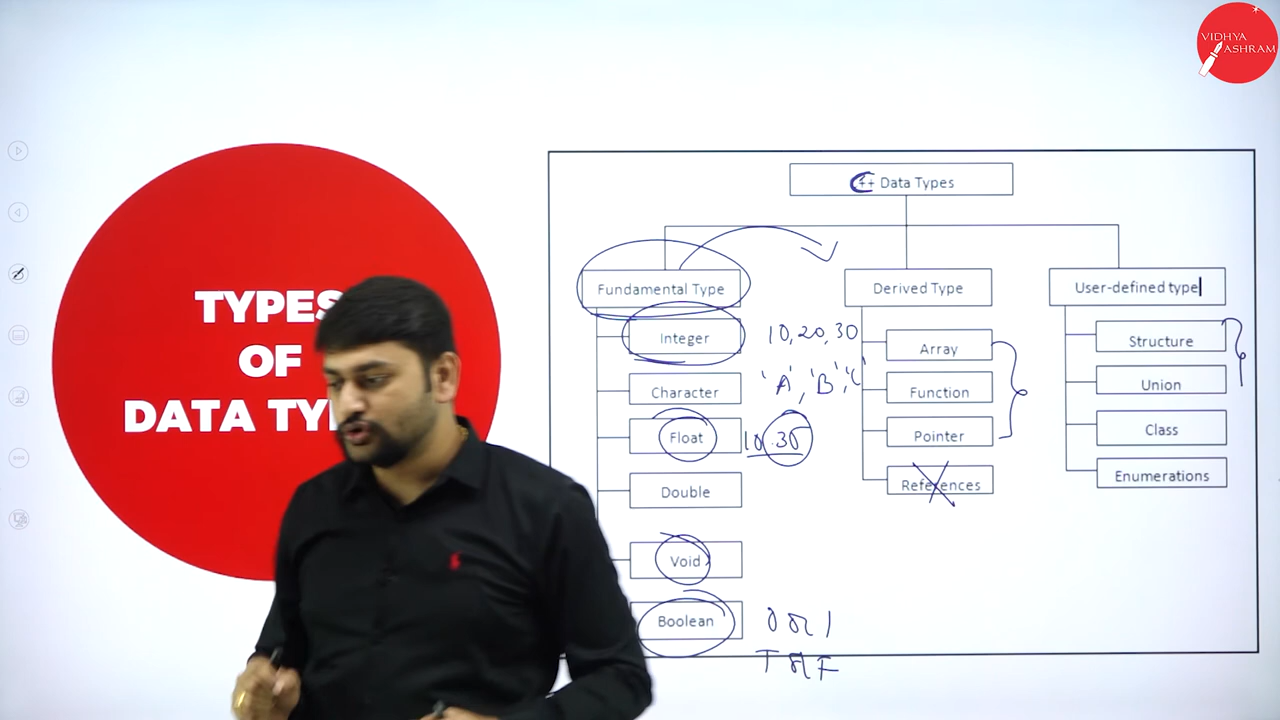 VIDHYA
ASHRAM
TYPES
OF
DATA TY
C++ Data Types
Fundamental Type
Derived Type
User-defined type
Integer
10, 20, 30
Array
Structure
Character
'A', 'B', 'C'
Function
Union
Float
10.35
Pointer
Class
Double
References
Enumerations
Void
Boolean
0 or 1
T or F